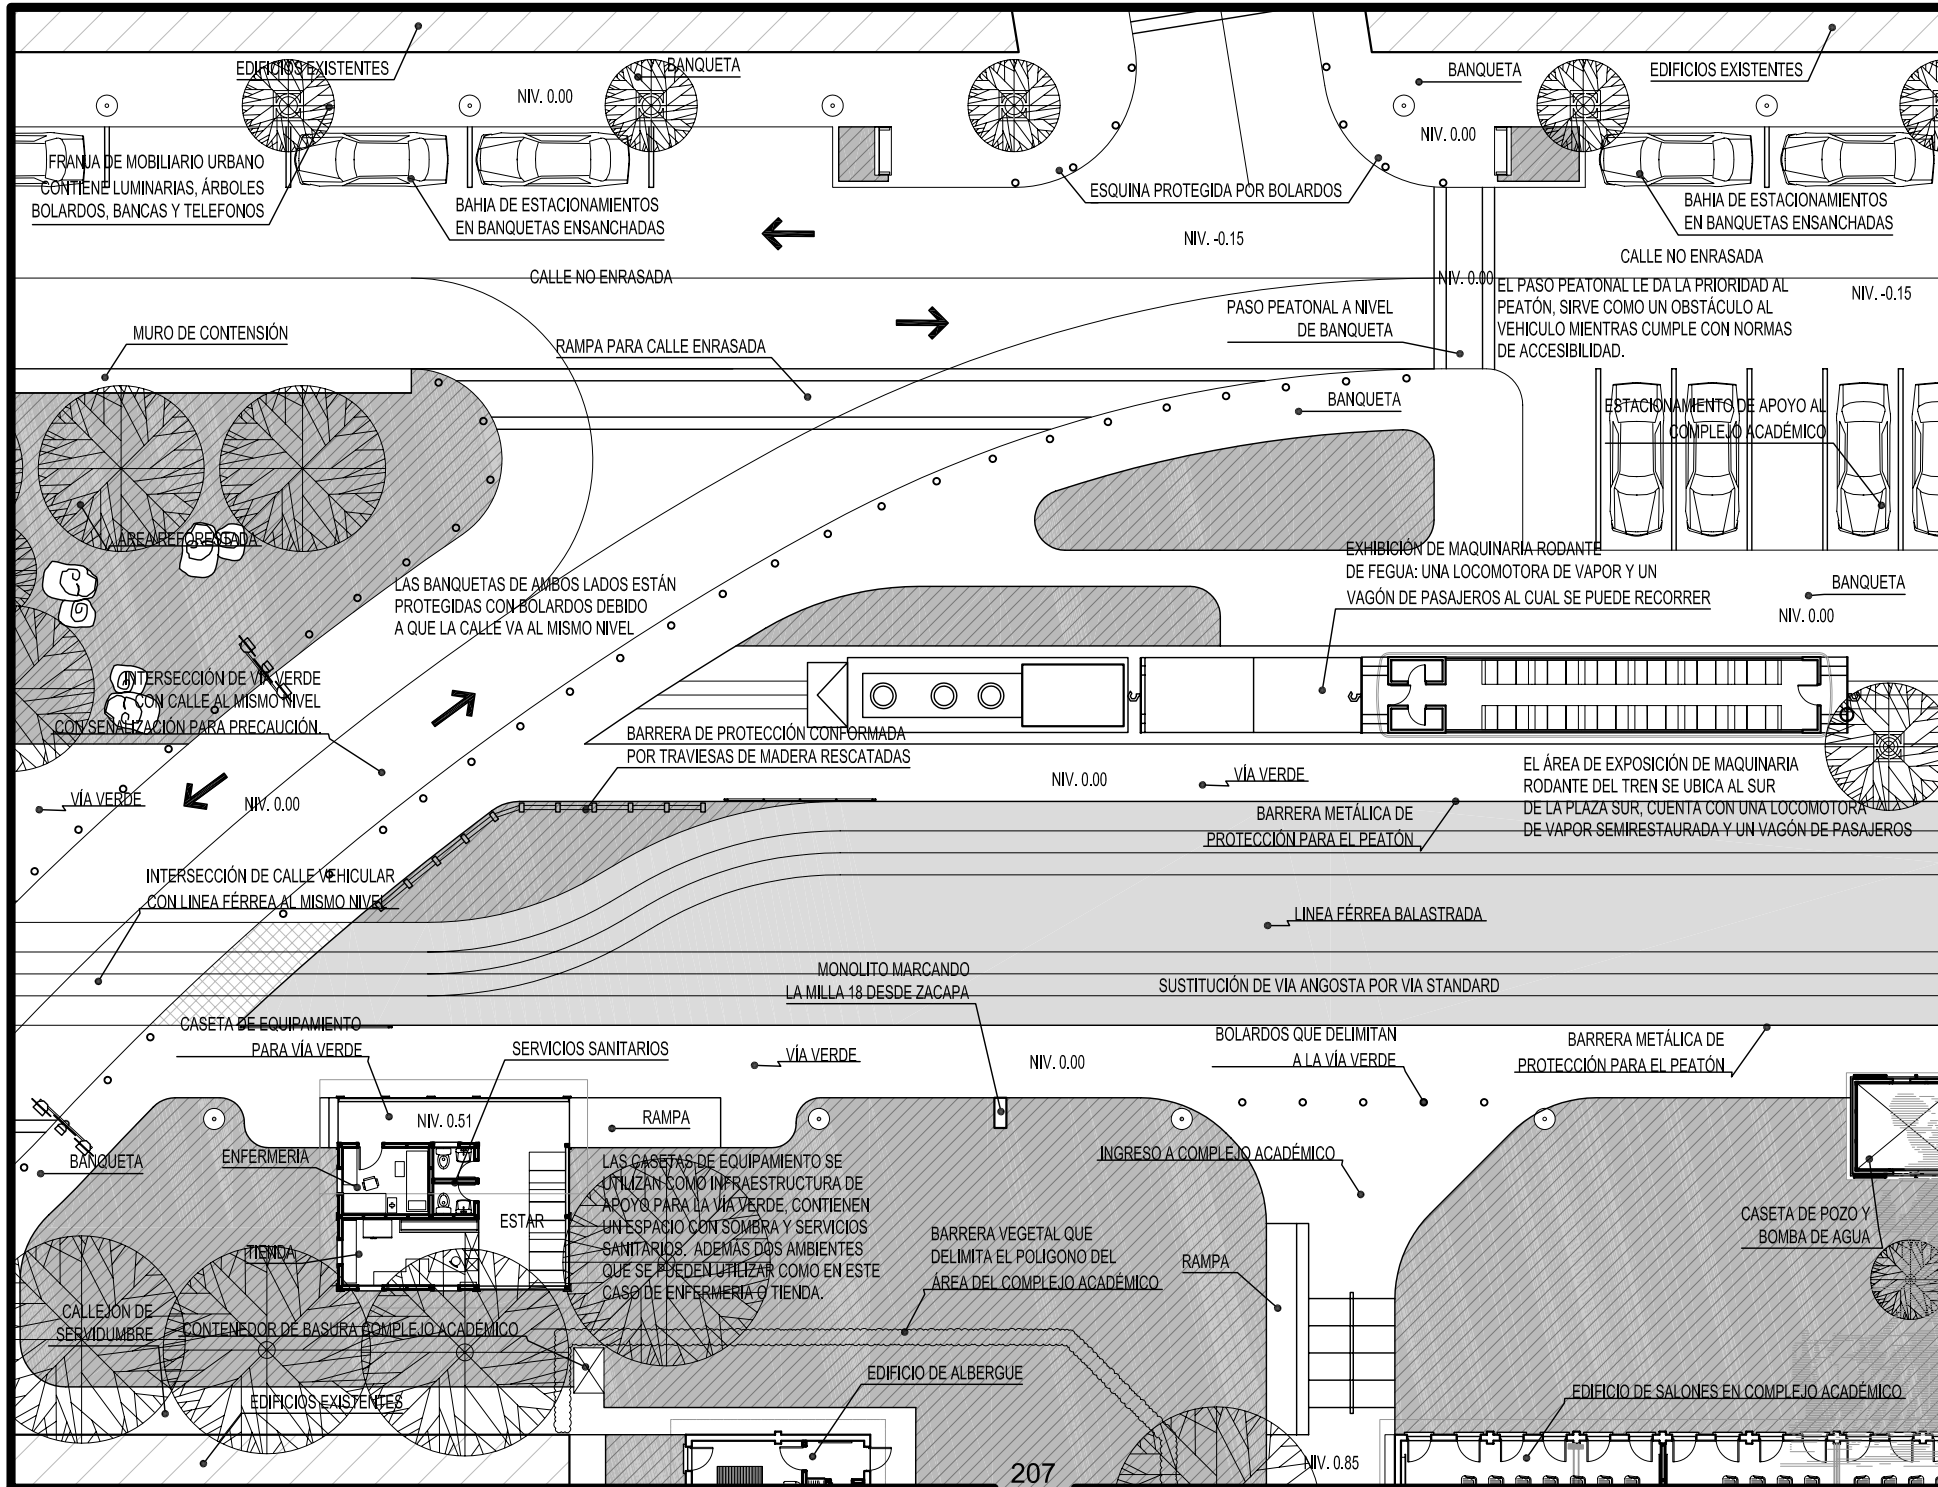 EDIFICIOS EXISTENTES
BANQUETA
NIV. 0.00
BANQUETA
EDIFICIOS EXISTENTES
NIV. 0.00
FRANJA DE MOBILIARIO URBANO
CONTIENE LUMINARIAS, ÁRBOLES
BOLARDOS, BANCAS Y TELEFONOS
BAHIA DE ESTACIONAMIENTOS
EN BANQUETAS ENSANCHADAS
ESQUINA PROTEGIDA POR BOLARDOS
BAHIA DE ESTACIONAMIENTOS
EN BANQUETAS ENSANCHADAS
NIV. -0.15
CALLE NO ENRASADA
CALLE NO ENRASADA
NIV. 0.00
EL PASO PEATONAL LE DA LA PRIORIDAD AL
PEATÓN, SIRVE COMO UN OBSTÁCULO AL
VEHICULO MIENTRAS CUMPLE CON NORMAS
DE ACCESIBILIDAD.
NIV. -0.15
PASO PEATONAL A NIVEL
DE BANQUETA
MURO DE CONTENSIÓN
RAMPA PARA CALLE ENRASADA
BANQUETA
ESTACIONAMIENTO DE APOYO AL
COMPLEJO ACADÉMICO
AREA REFORESTADA
LAS BANQUETAS DE AMBOS LADOS ESTÁN
PROTEGIDAS CON BOLARDOS DEBIDO
A QUE LA CALLE VA AL MISMO NIVEL
EXHIBICIÓN DE MAQUINARIA RODANTE
DE FEGUA: UNA LOCOMOTORA DE VAPOR Y UN
VAGÓN DE PASAJEROS AL CUAL SE PUEDE RECORRER
BANQUETA
NIV. 0.00
INTERSECCIÓN DE VÍA VERDE
CON CALLE AL MISMO NIVEL
CON SEÑALIZACIÓN PARA PRECAUCIÓN.
BARRERA DE PROTECCIÓN CONFORMADA
POR TRAVIESAS DE MADERA RESCATADAS
NIV. 0.00
VÍA VERDE
EL ÁREA DE EXPOSICIÓN DE MAQUINARIA
RODANTE DEL TREN SE UBICA AL SUR
DE LA PLAZA SUR, CUENTA CON UNA LOCOMOTORA
DE VAPOR SEMIRESTAURADA Y UN VAGÓN DE PASAJEROS
VÍA VERDE
NIV. 0.00
BARRERA METÁLICA DE
PROTECCIÓN PARA EL PEATÓN
INTERSECCIÓN DE CALLE VEHICULAR
CON LINEA FÉRREA AL MISMO NIVEL
LINEA FÉRREA BALASTRADA
MONOLITO MARCANDO
LA MILLA 18 DESDE ZACAPA
SUSTITUCIÓN DE VIA ANGOSTA POR VIA STANDARD
CASETA DE EQUIPAMIENTO
PARA VÍA VERDE
SERVICIOS SANITARIOS
VÍA VERDE
NIV. 0.00
BOLARDOS QUE DELIMITAN
A LA VÍA VERDE
BARRERA METÁLICA DE
PROTECCIÓN PARA EL PEATÓN
NIV. 0.51
RAMPA
BANQUETA
ENFERMERIA
INGRESO A COMPLEJO ACADÉMICO
LAS CASETAS DE EQUIPAMIENTO SE
UTILIZAN COMO INFRAESTRUCTURA DE
APOYO PARA LA VÍA VERDE, CONTIENEN
UN ESPACIO CON SOMBRA Y SERVICIOS
SANITARIOS. ADEMÁS DOS AMBIENTES
QUE SE PUEDEN UTILIZAR COMO EN ESTE
CASO DE ENFERMERIA O TIENDA.
ESTAR
TIENDA
BARRERA VEGETAL QUE
DELIMITA EL POLIGONO DEL
ÁREA DEL COMPLEJO ACADÉMICO
RAMPA
CASETA DE POZO Y
BOMBA DE AGUA
CALLEJÓN DE
SERVIDUMBRE
CONTENEDOR DE BASURA COMPLEJO ACADÉMICO
EDIFICIO DE ALBERGUE
EDIFICIOS EXISTENTES
EDIFICIO DE SALONES EN COMPLEJO ACADÉMICO
NIV. 0.85
207